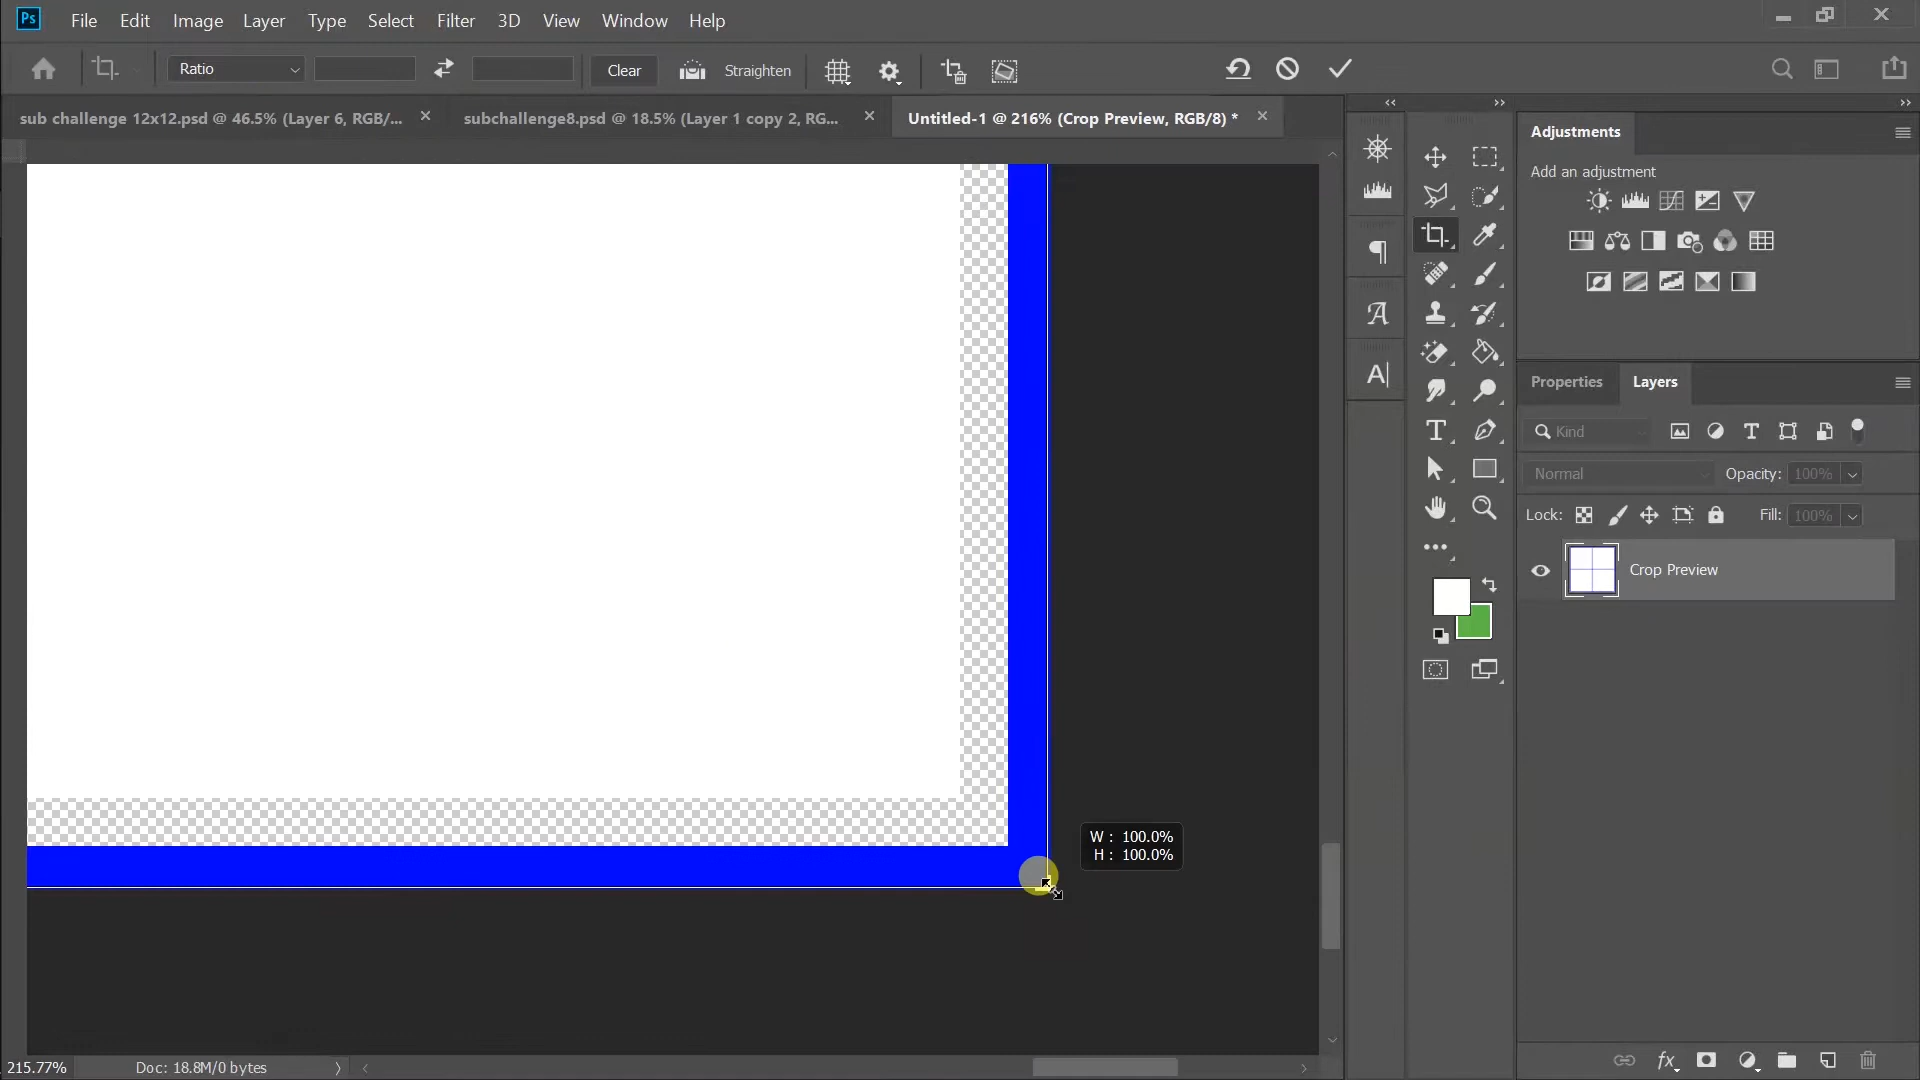 Ps File Edit Image Layer Type Select Filter 3D View Window Help
Ratio Clear Straighten
sub challenge 12x12.psd @ 46.5% (Layer 6, RGB/... subchallenge8.psd @ 18.5% (Layer 1 copy 2, RG... Untitled-1 @ 216% (Crop Preview, RGB/8) *
Adjustments
Add an adjustment
Properties Layers
Kind
Normal Opacity: 100%
Lock: Fill: 100%
Crop Preview
W : 100.0%
H : 100.0%
215.77% Doc: 18.8M/0 bytes